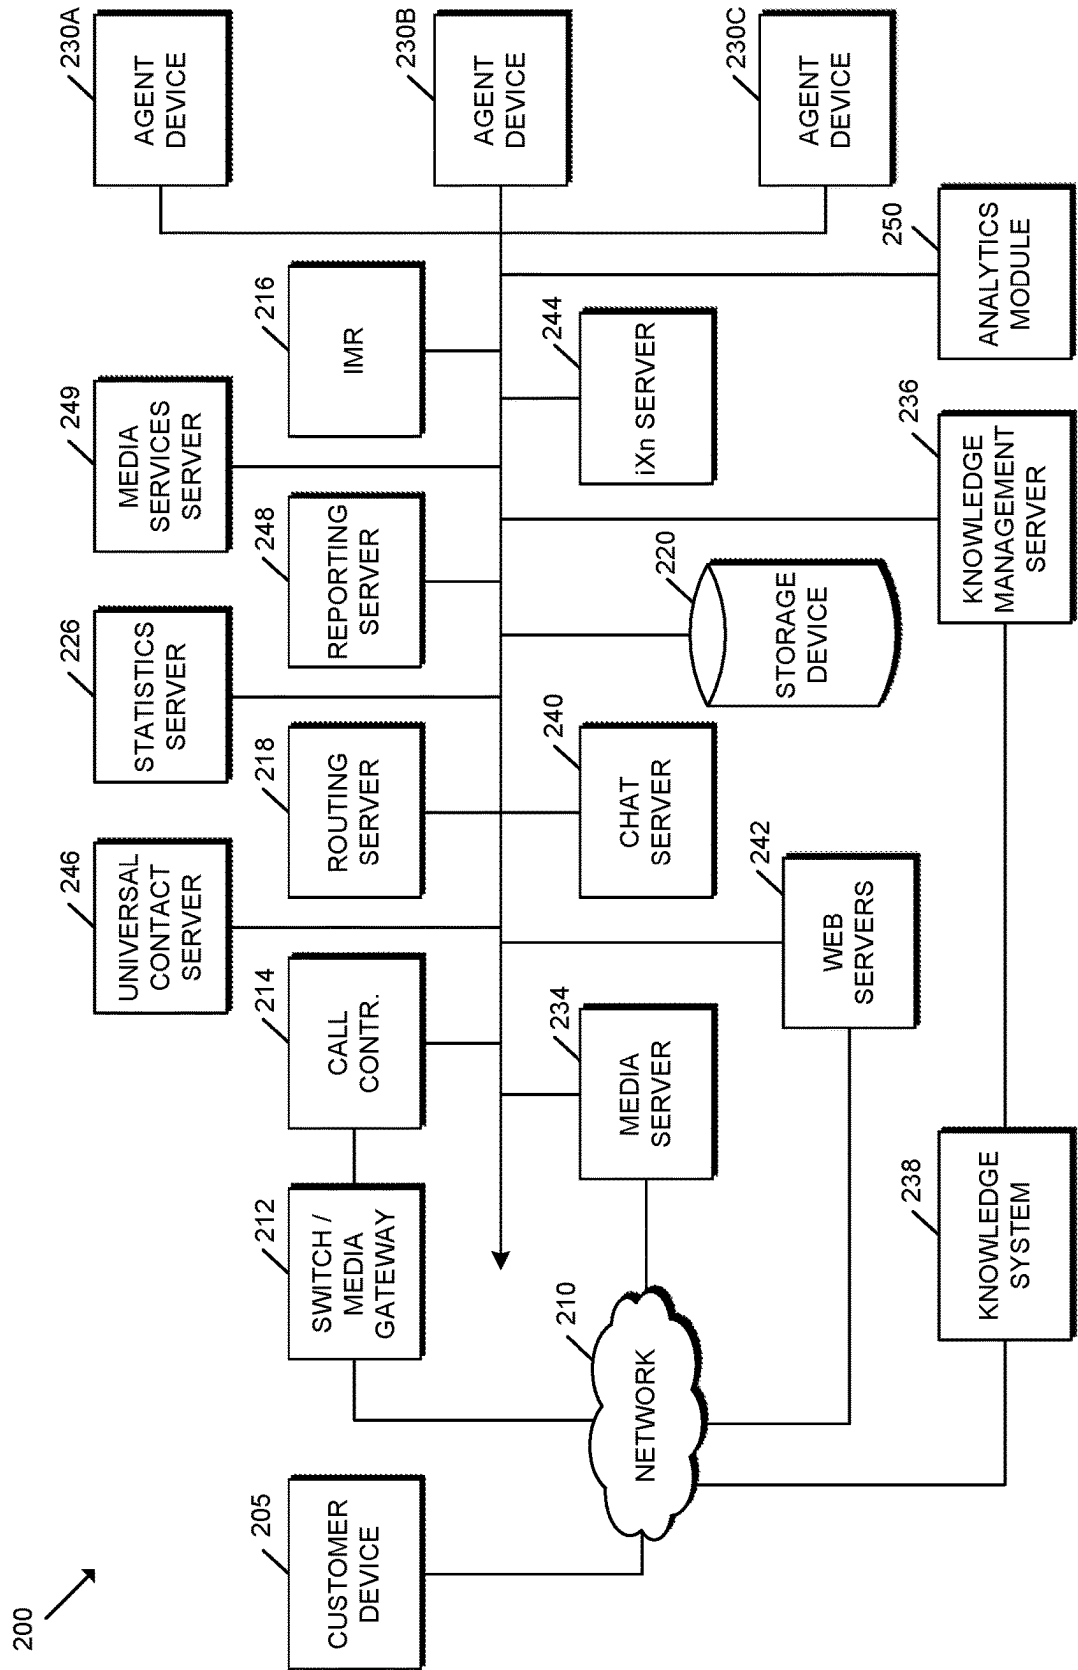 200
205
CUSTOMER
DEVICE
212
SWITCH /
MEDIA
GATEWAY
214
CALL
CONTR.
246
UNIVERSAL
CONTACT
SERVER
218
ROUTING
SERVER
226
STATISTICS
SERVER
248
REPORTING
SERVER
249
MEDIA
SERVICES
SERVER
216
IMR
230A
AGENT
DEVICE
230B
AGENT
DEVICE
230C
AGENT
DEVICE
210
NETWORK
234
MEDIA
SERVER
240
CHAT
SERVER
220
STORAGE
DEVICE
244
iXn SERVER
242
WEB
SERVERS
238
KNOWLEDGE
SYSTEM
236
KNOWLEDGE
MANAGEMENT
SERVER
250
ANALYTICS
MODULE